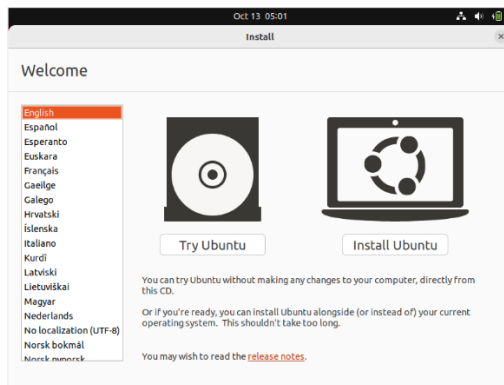 Oct 13 05:01
Install
Welcome
English
Español
Esperanto
Euskara
Français
Gaeilge
Galego
Hrvatski
Íslenska
Italiano
Kurdî
Latviski
Lietuviškai
Magyar
Nederlands
No localization (UTF-8)
Norsk bokmål
Norsk nynorsk
Try Ubuntu
Install Ubuntu
You can try Ubuntu without making any changes to your computer, directly from
this CD.
Or if you're ready, you can install Ubuntu alongside (or instead of) your current
operating system. This shouldn't take too long.
You may wish to read the release notes.